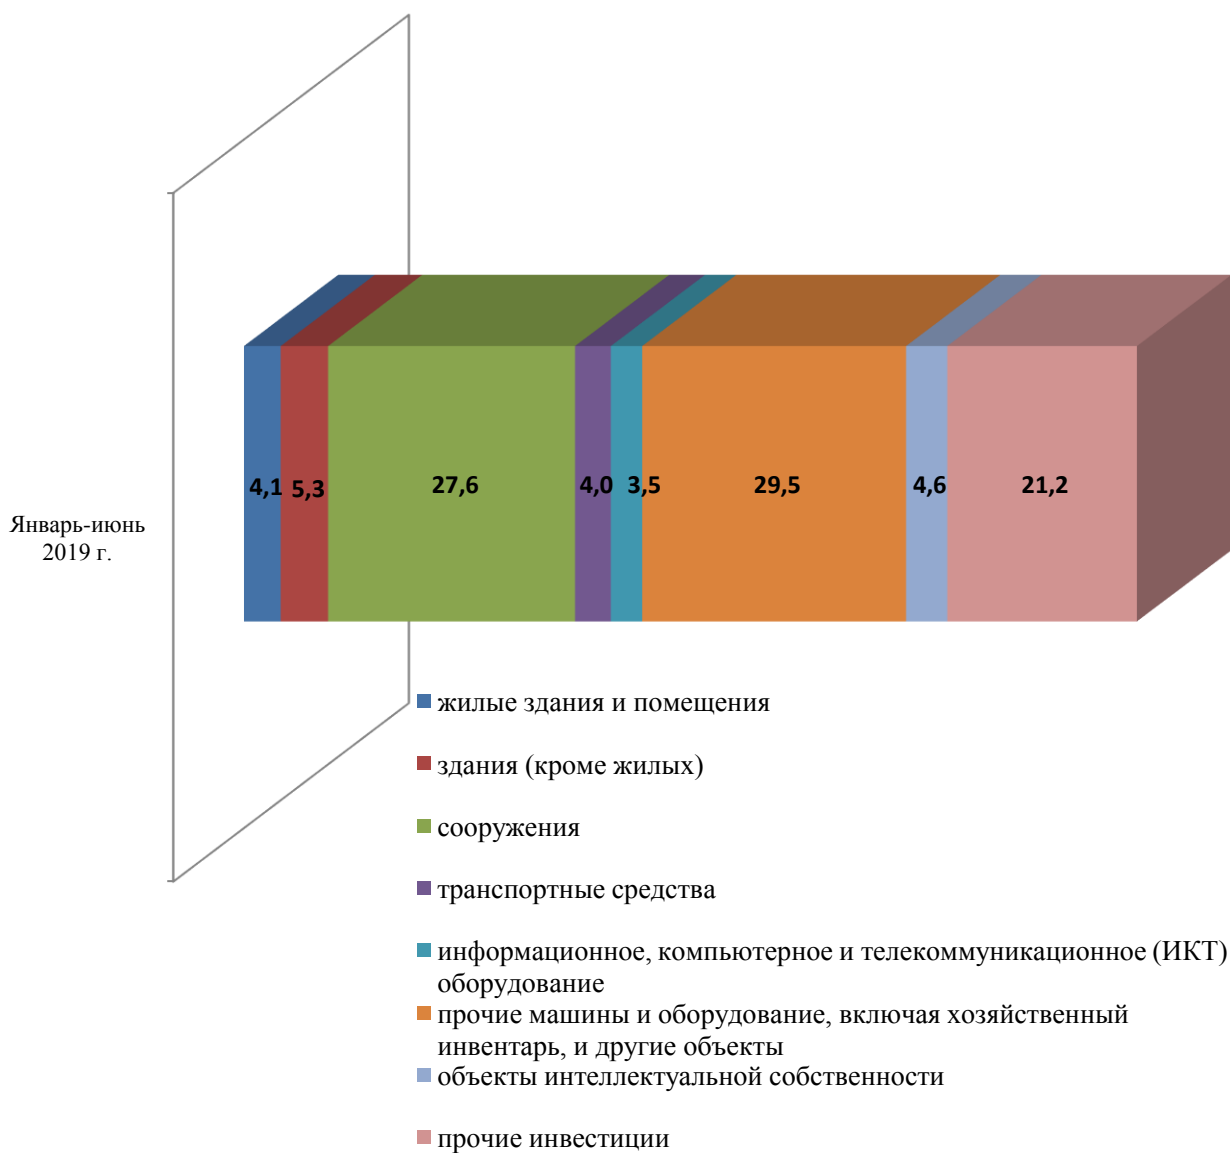 4,1 5,3 27,6 4,0 3,5 29,5 4,6 21,2
Январь-июнь
2019 г.
жилые здания и помещения
здания (кроме жилых)
сооружения
транспортные средства
информационное, компьютерное и телекоммуникационное (ИКТ)
оборудование
прочие машины и оборудование, включая хозяйственный
инвентарь, и другие объекты
объекты интеллектуальной собственности
прочие инвестиции